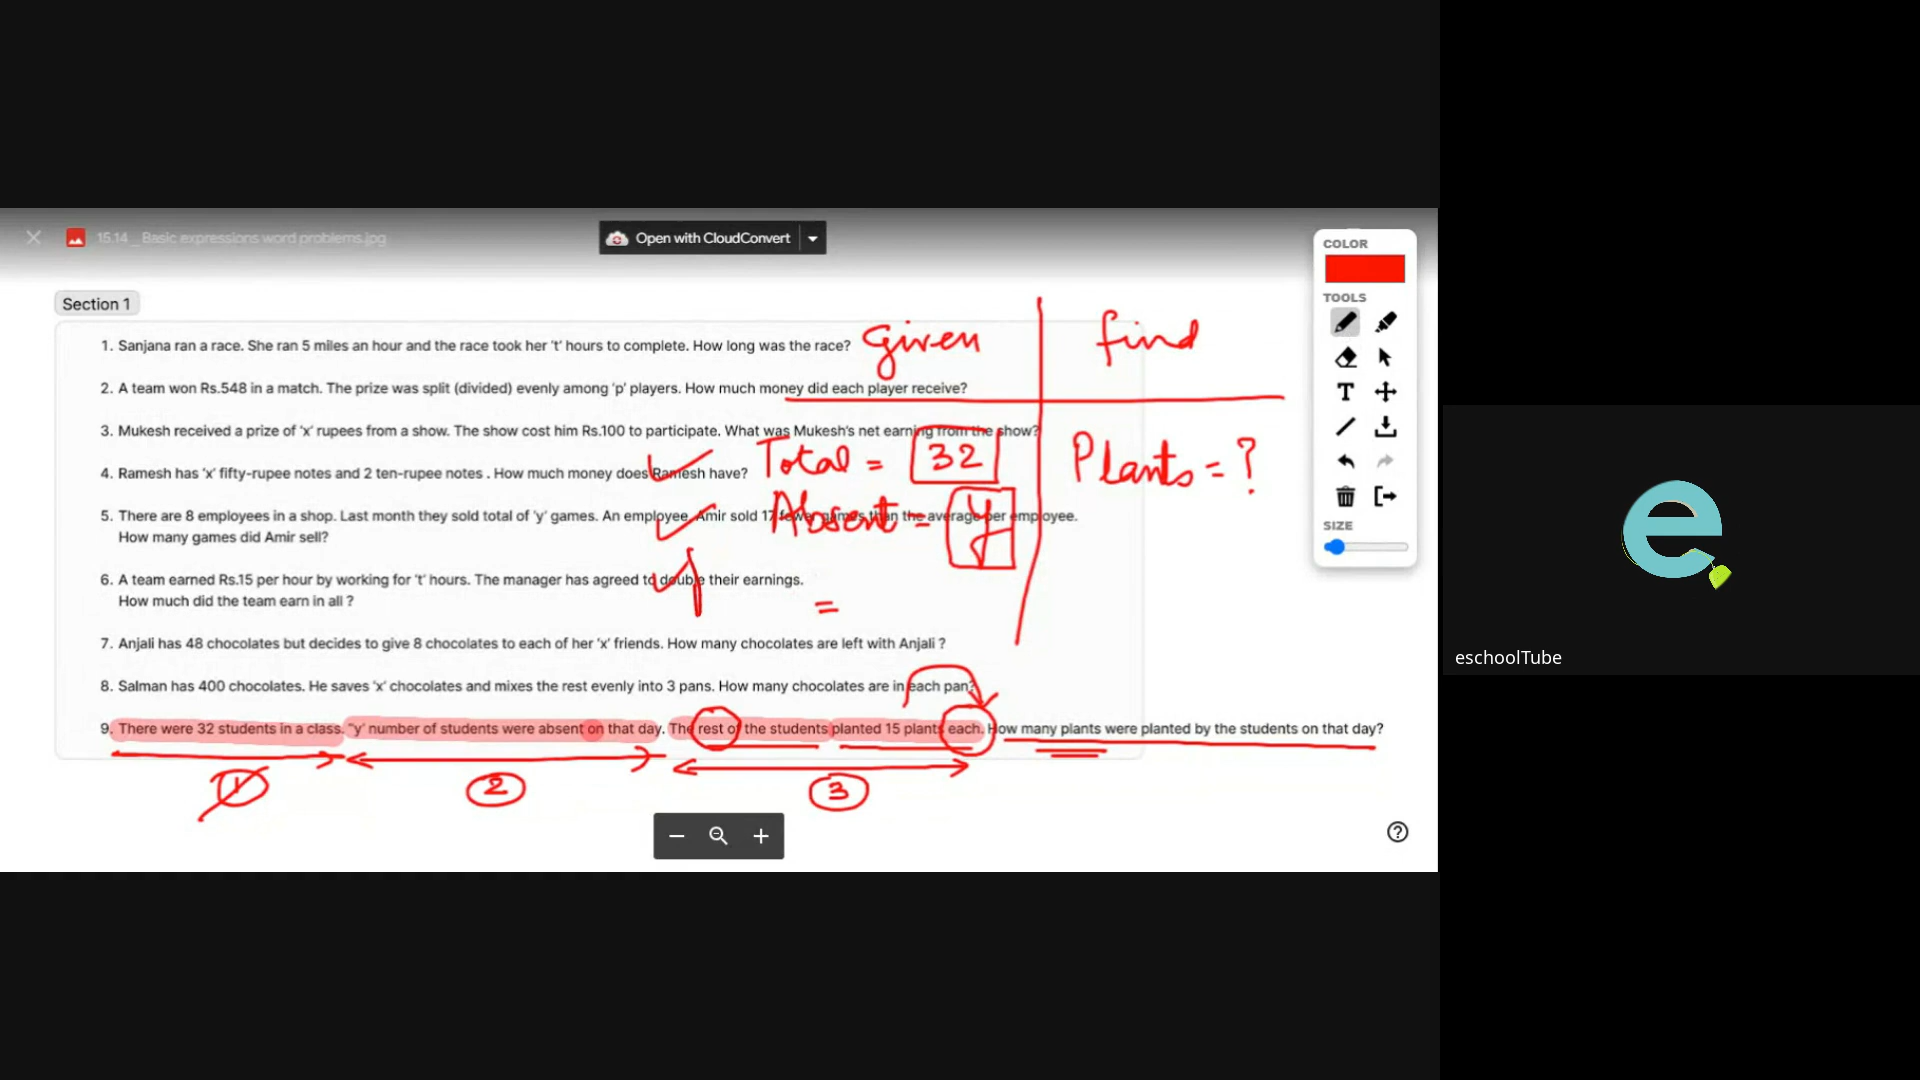 15.14 _ Basic expressions word problems.jpg
Open with CloudConvert
COLOR
TOOLS
T
SIZE
Section 1
given
find
1. Sanjana ran a race. She ran 5 miles an hour and the race took her 't' hours to complete. How long was the race?
2. A team won Rs.548 in a match. The prize was split (divided) evenly among 'p' players. How much money did each player receive?
3. Mukesh received a prize of 'x' rupees from a show. The show cost him Rs.100 to participate. What was Mukesh's net earning from the show?
Total = 32
Plants = ?
4. Ramesh has 'x' fifty-rupee notes and 2 ten-rupee notes . How much money does Ramesh have?
Absent = y
5. There are 8 employees in a shop. Last month they sold total of 'y' games. An employee, Amir sold 17 fewer games than the average per employee.
How many games did Amir sell?
6. A team earned Rs.15 per hour by working for 't' hours. The manager has agreed to double their earnings.
How much did the team earn in all ?
=
7. Anjali has 48 chocolates but decides to give 8 chocolates to each of her 'x' friends. How many chocolates are left with Anjali ?
8. Salman has 400 chocolates. He saves 'x' chocolates and mixes the rest evenly into 3 pans. How many chocolates are in each pan?
9. There were 32 students in a class. "y' number of students were absent on that day. The rest of the students planted 15 plants each. How many plants were planted by the students on that day?
1
2
3
eschoolTube